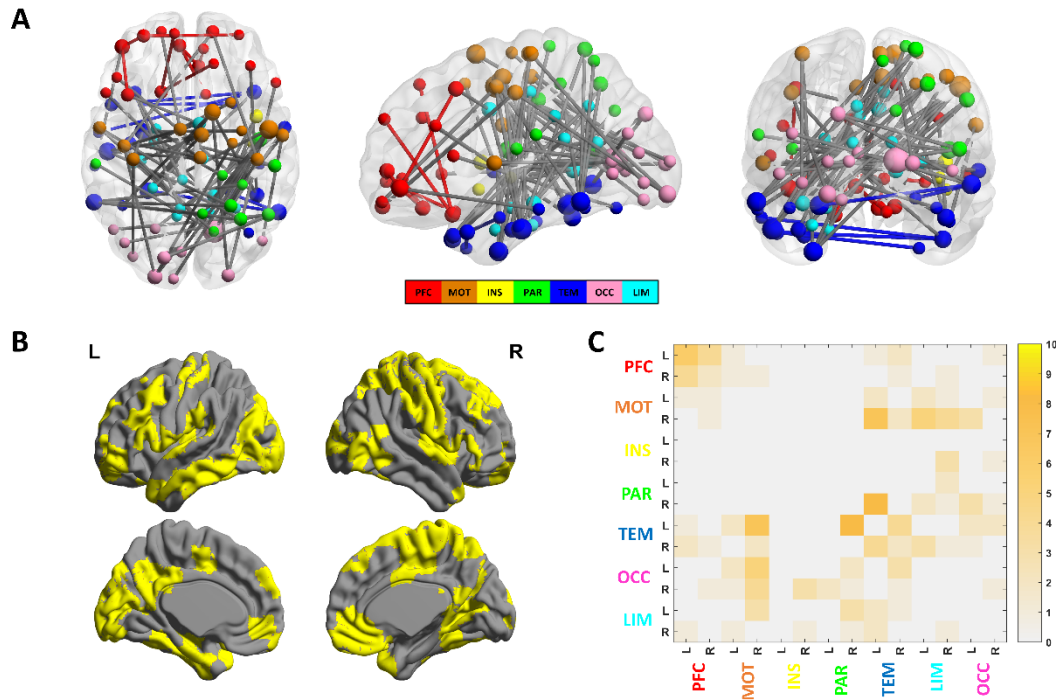 A
PFC MOT INS PAR TEM OCC LIM
B
L
R
C
PFC
MOT
INS
PAR
TEM
OCC
LIM
L
R
L
R
L
R
L
R
L
R
L
R
L
R
L R L R L R L R L R L R L R
PFC MOT INS PAR TEM LIM OCC
10
9
8
7
6
5
4
3
2
1
0